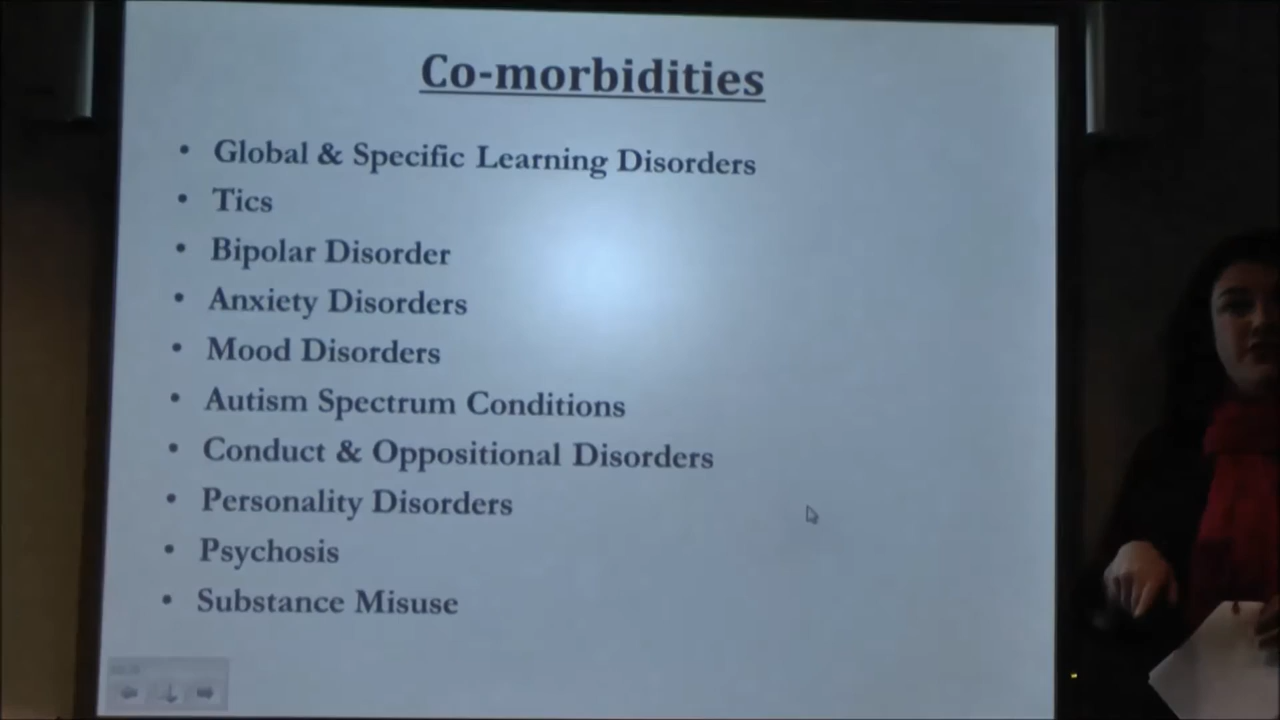 Co-morbidities
• Global & Specific Learning Disorders
• Tics
• Bipolar Disorder
• Anxiety Disorders
• Mood Disorders
• Autism Spectrum Conditions
• Conduct & Oppositional Disorders
• Personality Disorders
• Psychosis
• Substance Misuse